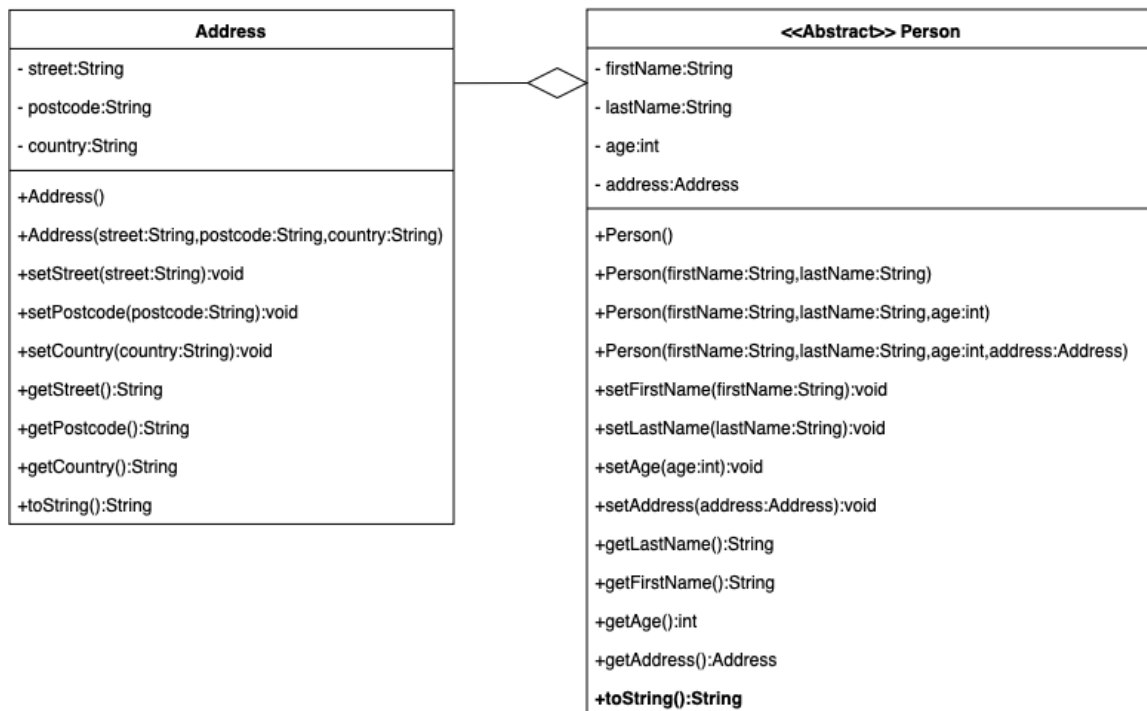 Address
- street:String
- postcode:String
- country:String
+Address()
+Address(street:String,postcode:String,country:String)
+setStreet(street:String):void
+setPostcode(postcode:String):void
+setCountry(country:String):void
+getStreet():String
+getPostcode():String
+getCountry():String
+toString():String
<<Abstract>> Person
- firstName:String
- lastName:String
- age:int
- address:Address
+Person()
+Person(firstName:String,lastName:String)
+Person(firstName:String,lastName:String,age:int)
+Person(firstName:String,lastName:String,age:int,address:Address)
+setFirstName(firstName:String):void
+setLastName(lastName:String):void
+setAge(age:int):void
+setAddress(address:Address):void
+getLastName():String
+getFirstName():String
+getAge():int
+getAddress():Address
+toString():String